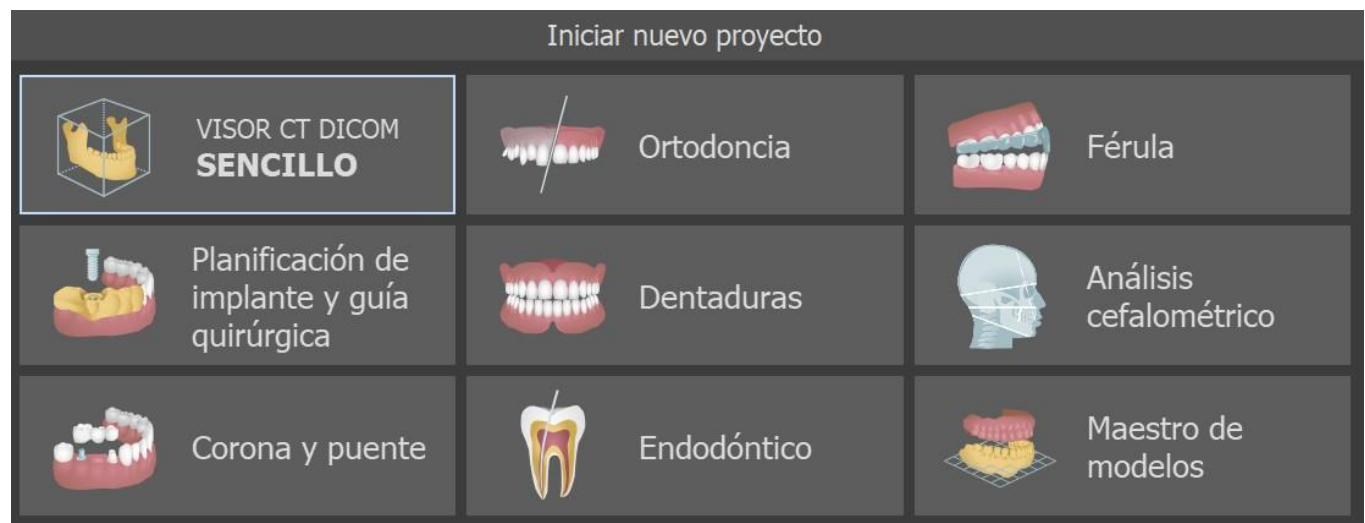 Iniciar nuevo proyecto
VISOR CT DICOM
SENCILLO
Ortodoncia
Férula
Planificación de
implante y guía
quirúrgica
Dentaduras
Análisis
cefalométrico
Corona y puente
Endodóntico
Maestro de
modelos